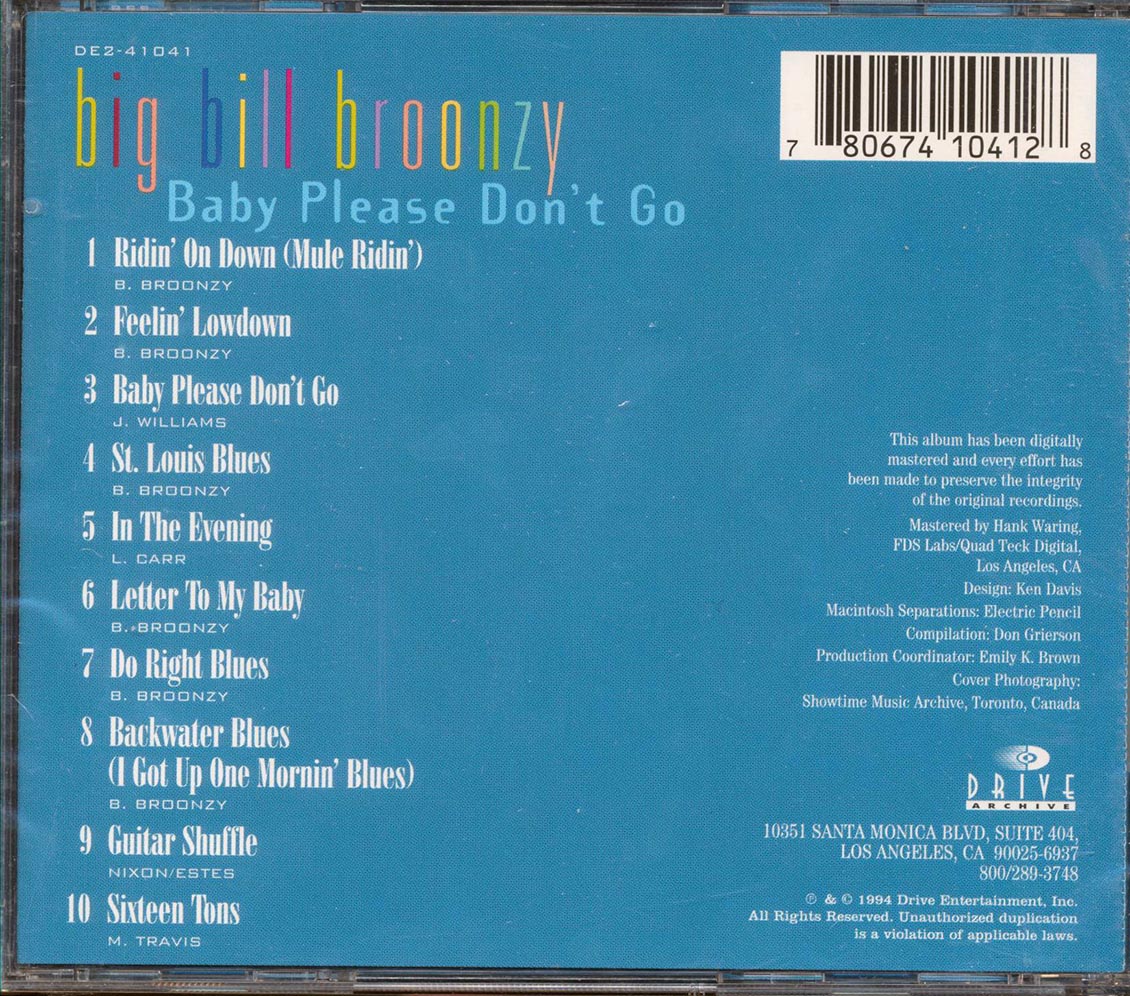 DE2-41041
big bill broonzy
Baby Please Don't Go
7 80674 10412 8
1 Ridin' On Down (Mule Ridin')
B. BROONZY
2 Feelin' Lowdown
B. BROONZY
3 Baby Please Don't Go
J. WILLIAMS
4 St. Louis Blues
B. BROONZY
5 In The Evening
L. CARR
6 Letter To My Baby
B. BROONZY
7 Do Right Blues
B. BROONZY
8 Backwater Blues
(I Got Up One Mornin' Blues)
B. BROONZY
9 Guitar Shuffle
NIXON/ESTES
10 Sixteen Tons
M. TRAVIS
This album has been digitally
mastered and every effort has
been made to preserve the integrity
of the original recordings.
Mastered by Hank Waring,
FDS Labs/Quad Teck Digital,
Los Angeles, CA
Design: Ken Davis
Macintosh Separations: Electric Pencil
Compilation: Don Grierson
Production Coordinator: Emily K. Brown
Cover Photography:
Showtime Music Archive, Toronto, Canada
DRIVE
ARCHIVE
10351 SANTA MONICA BLVD, SUITE 404,
LOS ANGELES, CA 90025-6937
800/289-3748
℗ & © 1994 Drive Entertainment, Inc.
All Rights Reserved. Unauthorized duplication
is a violation of applicable laws.